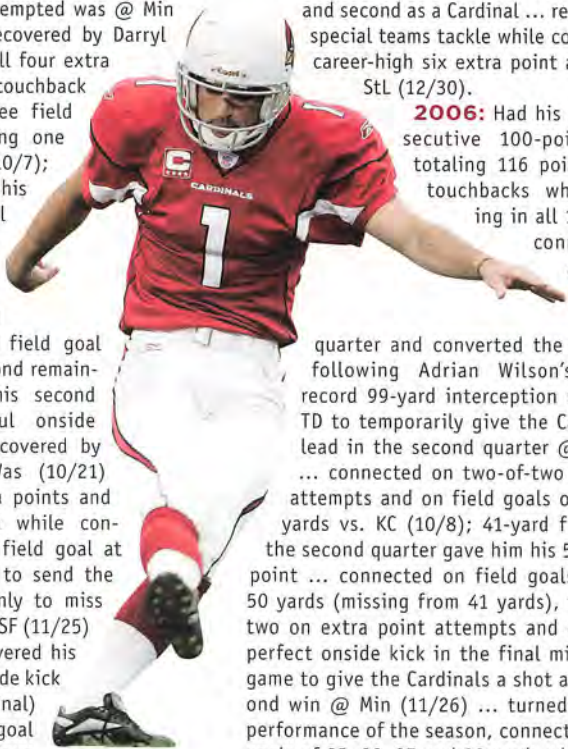 empted was @ Min
ecovered by Darryl
ll four extra
touchback
ee field
ng one
0/7);
his
l
field goal
ond remain-
his second
ul onside
covered by
Was (10/21)
points and
while con-
field goal at
to send the
nly to miss
SF (11/25)
vered his
de kick
nal)
goal
1
C
CARDINALS
1
and second as a Cardinal ... re
special teams tackle while co
career-high six extra point a
StL (12/30).
2006: Had his
secutive 100-poi
totaling 116 poi
touchbacks wh
ing in all 1
conn
quarter and converted the
following Adrian Wilson's
record 99-yard interception
TD to temporarily give the C
lead in the second quarter @
... connected on two-of-two
attempts and on field goals o
yards vs. KC (10/8); 41-yard f
the second quarter gave him his 5
point ... connected on field goals
50 yards (missing from 41 yards),
two on extra point attempts and
perfect onside kick in the final mi
game to give the Cardinals a shot a
ond win @ Min (11/26) ... turned
performance of the season, connect